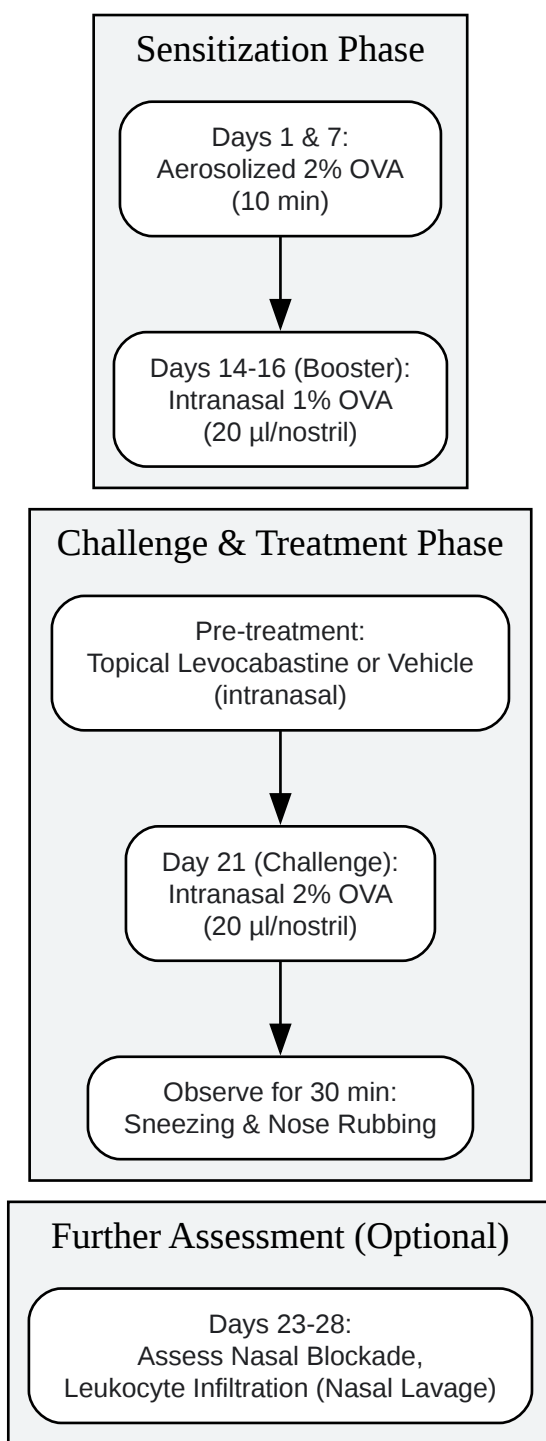 Sensitization Phase
Days 1 & 7:
Aerosolized 2% OVA
(10 min)
Days 14-16 (Booster):
Intranasal 1% OVA
(20 µl/nostril)
Challenge & Treatment Phase
Pre-treatment:
Topical Levocabastine or Vehicle
(intranasal)
Day 21 (Challenge):
Intranasal 2% OVA
(20 µl/nostril)
Observe for 30 min:
Sneezing & Nose Rubbing
Further Assessment (Optional)
Days 23-28:
Assess Nasal Blockade,
Leukocyte Infiltration (Nasal Lavage)